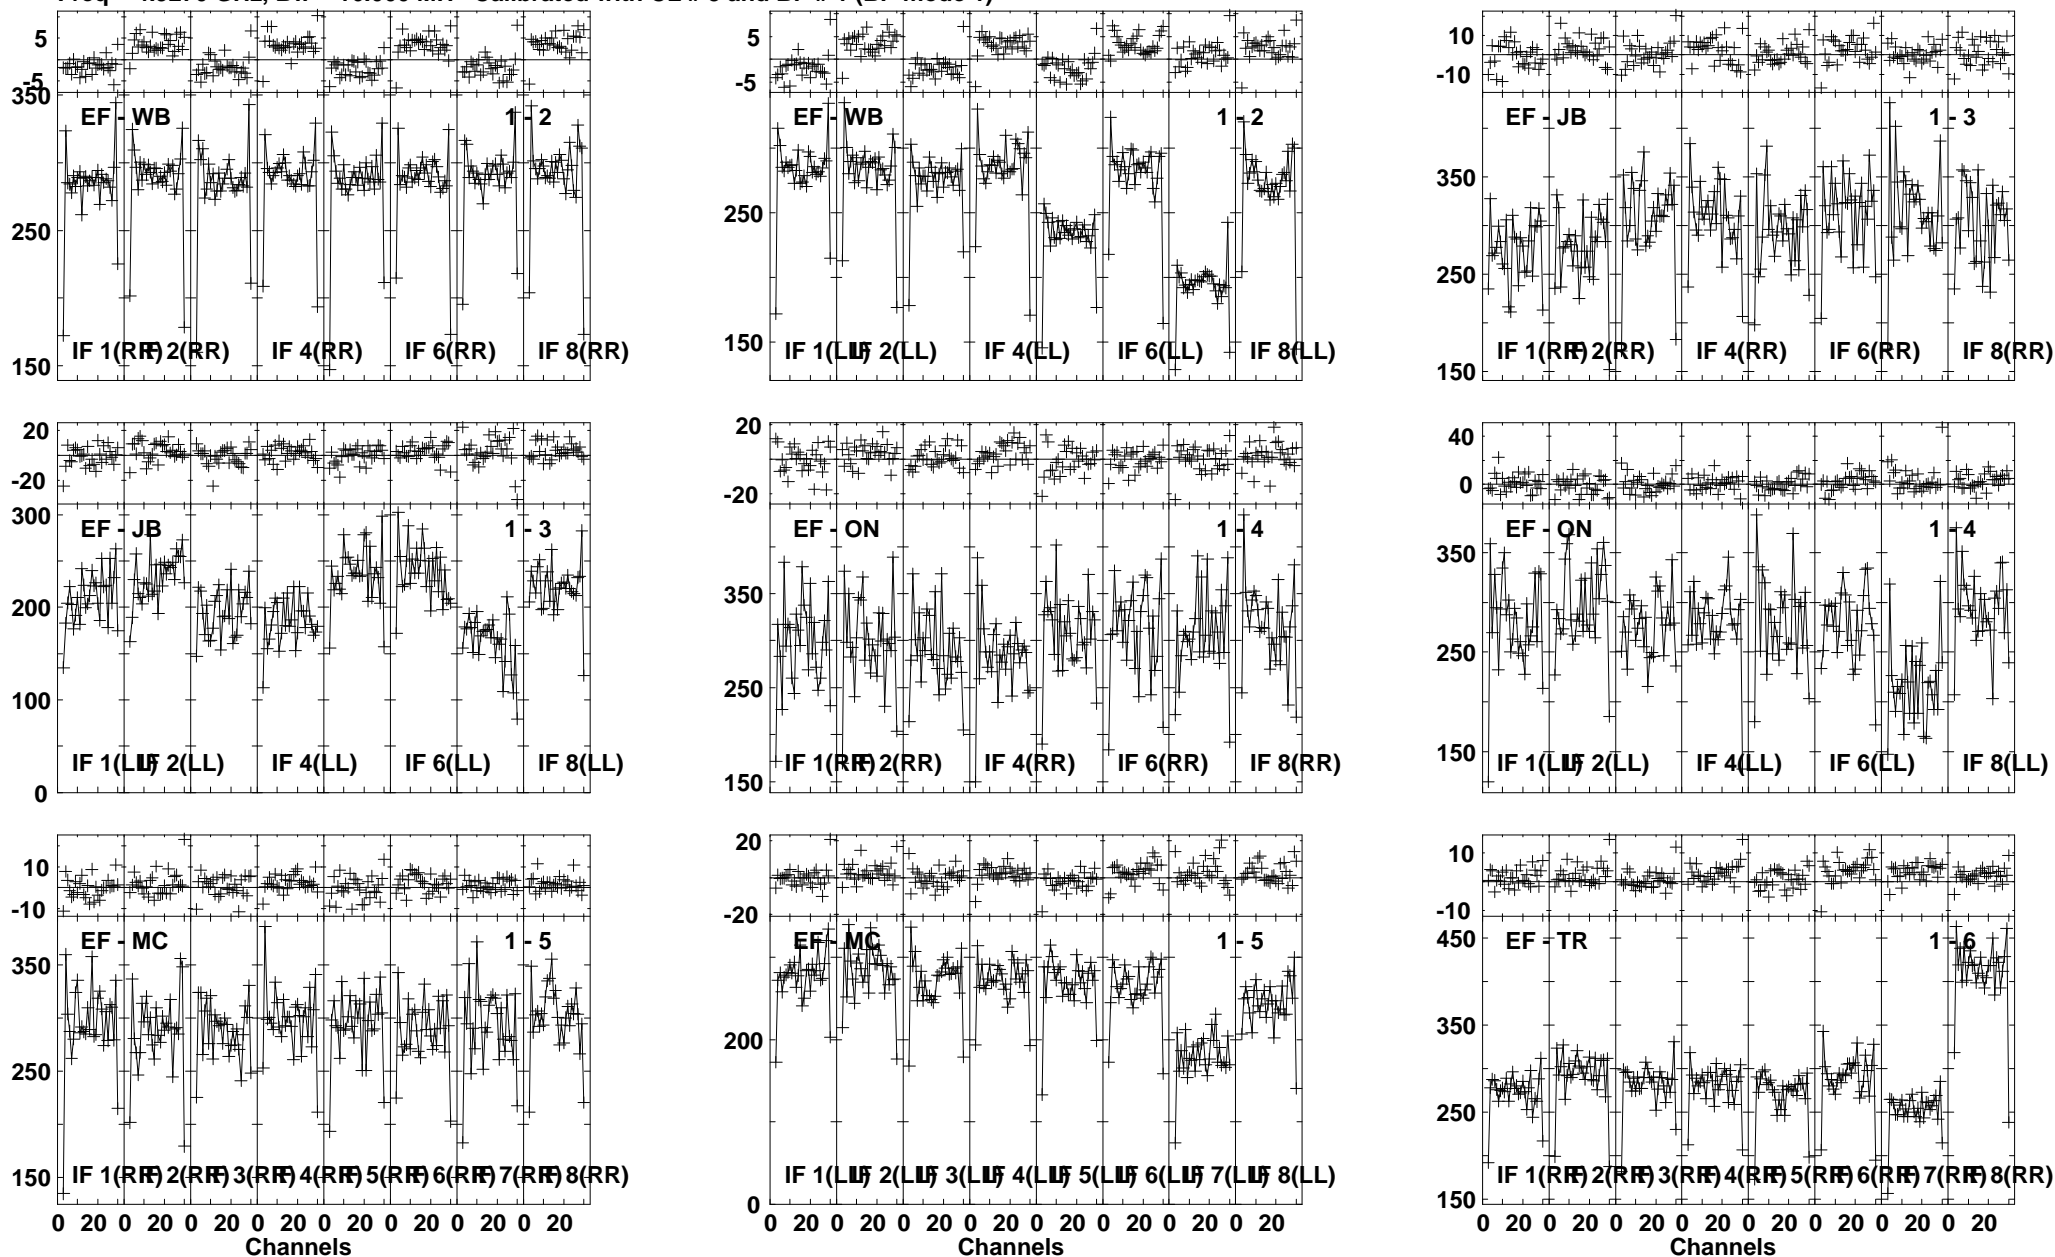 Calibrated with CL # and BP # (BP mode 1)
5
-5
EF - WB 1 - 2
350
250
150
IF 1(RR) IF 2(RR) IF 4(RR) IF 6(RR) IF 8(RR)
5
-5
EF - WB 1 - 2
250
150
IF 1(LL) IF 2(LL) IF 4(LL) IF 6(LL) IF 8(LL)
10
-10
EF - JB 1 - 3
350
250
150
IF 1(RR) IF 2(RR) IF 4(RR) IF 6(RR) IF 8(RR)
20
-20
EF - JB 1 - 3
300
200
100
0
IF 1(LL) IF 2(LL) IF 4(LL) IF 6(LL) IF 8(LL)
20
-20
EF - ON 1 - 4
350
250
150
IF 1(RR) IF 2(RR) IF 4(RR) IF 6(RR) IF 8(RR)
40
0
EF - ON 1 - 4
350
250
150
IF 1(LL) IF 2(LL) IF 4(LL) IF 6(LL) IF 8(LL)
10
-10
EF - MC 1 - 5
350
250
150
IF 1(RR) IF 2(RR) IF 3(RR) IF 4(RR) IF 5(RR) IF 6(RR) IF 7(RR) IF 8(RR)
0 20 0 20 0 20 0 20 0 20 0 20 0 20 0 20
Channels
20
-20
EF - MC 1 - 5
200
0
IF 1(LL) IF 2(LL) IF 3(LL) IF 4(LL) IF 5(LL) IF 6(LL) IF 7(LL) IF 8(LL)
0 20 0 20 0 20 0 20 0 20 0 20 0 20 0 20
Channels
10
-10
EF - TR 1 - 6
450
350
250
150
IF 1(RR) IF 2(RR) IF 3(RR) IF 4(RR) IF 5(RR) IF 6(RR) IF 7(RR) IF 8(RR)
0 20 0 20 0 20 0 20 0 20 0 20 0 20 0 20
Channels